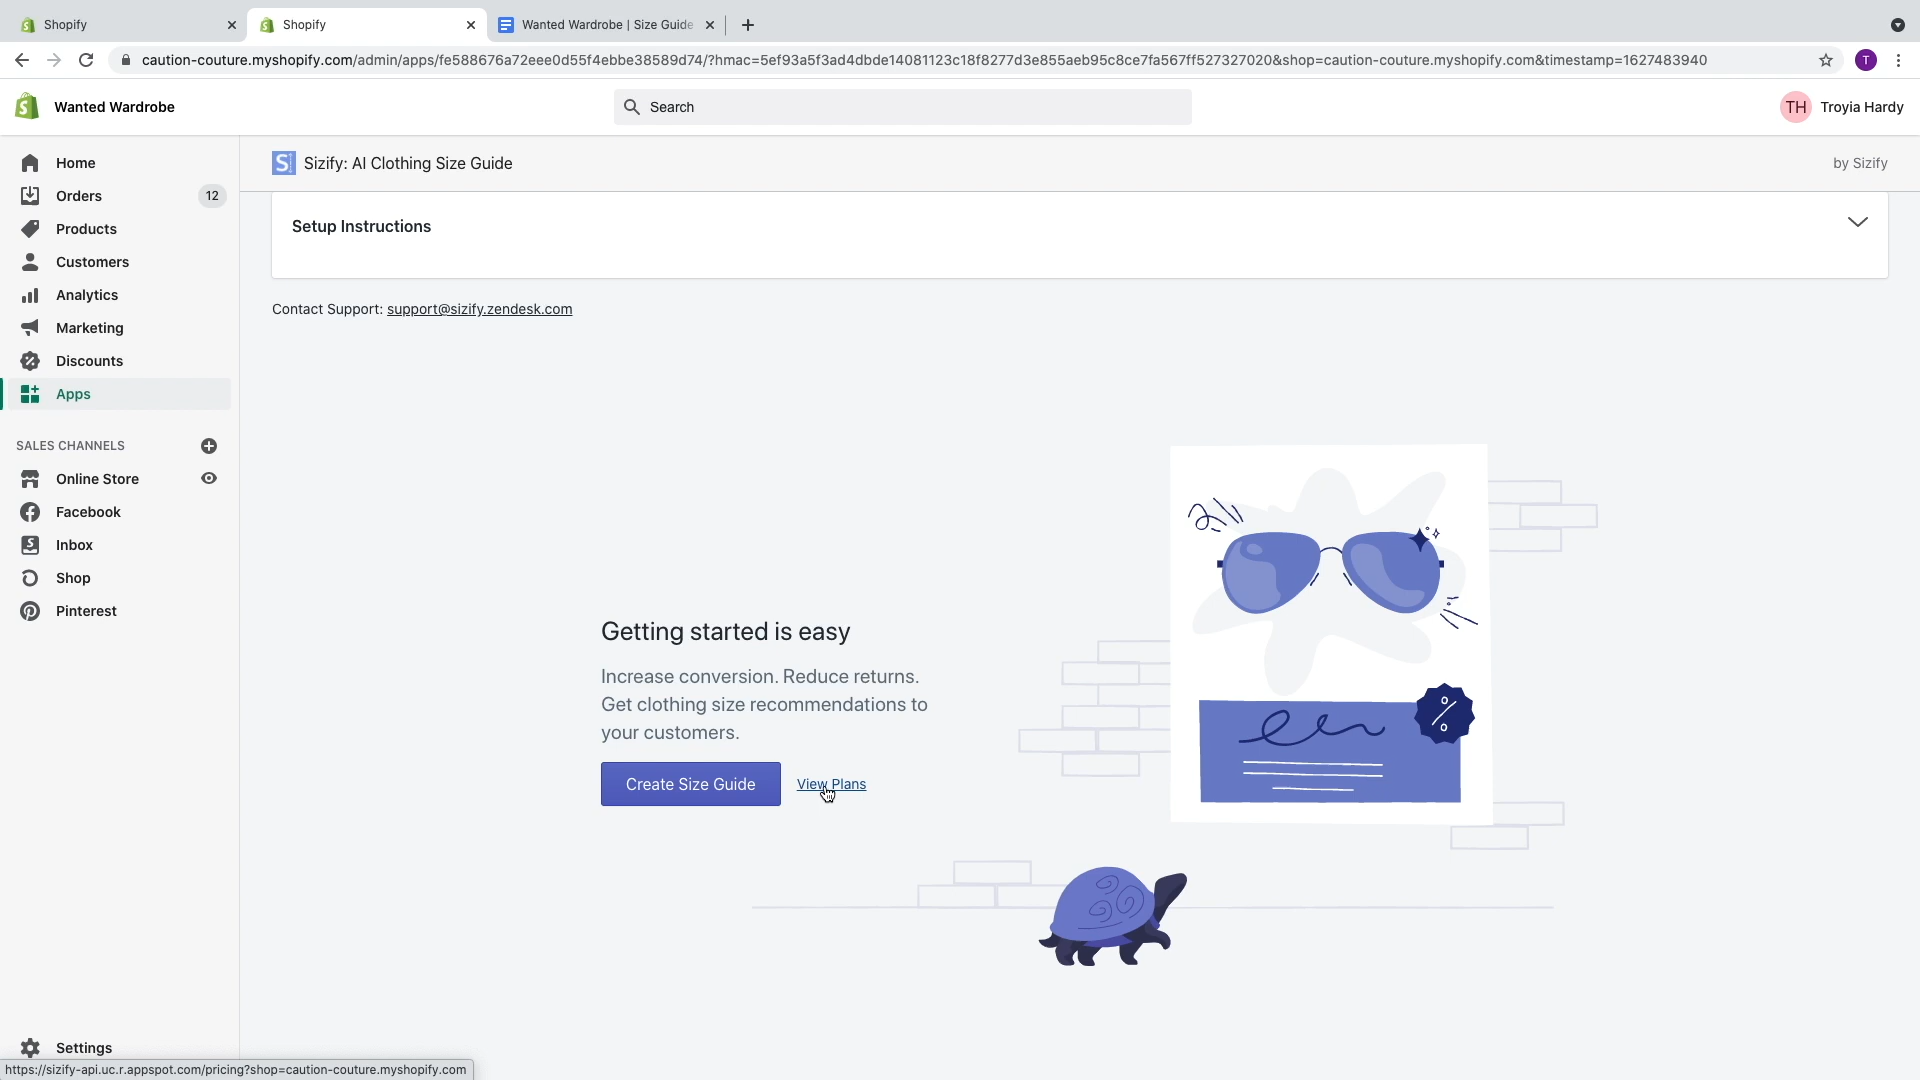 Shopify
Shopify
Wanted Wardrobe | Size Guide
caution-couture.myshopify.com/admin/apps/fe588676a72eee0d55f4ebbe38589d74/?hmac=5ef93a5f3ad4dbde14081123c18f8277d3e855aeb95c8ce7fa567ff527327020&shop=caution-couture.myshopify.com&timestamp=1627483940
T
Wanted Wardrobe
Search
TH
Troyia Hardy
Home
Orders
12
Products
Customers
Analytics
Marketing
Discounts
Apps
SALES CHANNELS
Online Store
Facebook
Inbox
Shop
Pinterest
Settings
Sizify: AI Clothing Size Guide
by Sizify
Setup Instructions
Contact Support: support@sizify.zendesk.com
Getting started is easy
Increase conversion. Reduce returns.
Get clothing size recommendations to
your customers.
Create Size Guide
View Plans
%
https://sizify-api.uc.r.appspot.com/pricing?shop=caution-couture.myshopify.com